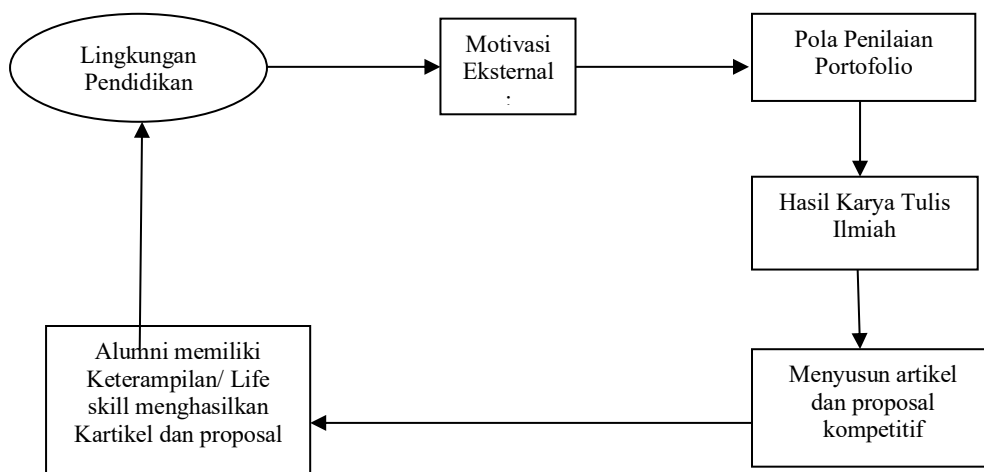 Lingkungan
Pendidikan
Motivasi
Eksternal
:
Pola Penilaian
Portofolio
Hasil Karya Tulis
Ilmiah
Menyusun artikel
dan proposal
kompetitif
Alumni memiliki
Keterampilan/ Life
skill menghasilkan
Kartikel dan proposal